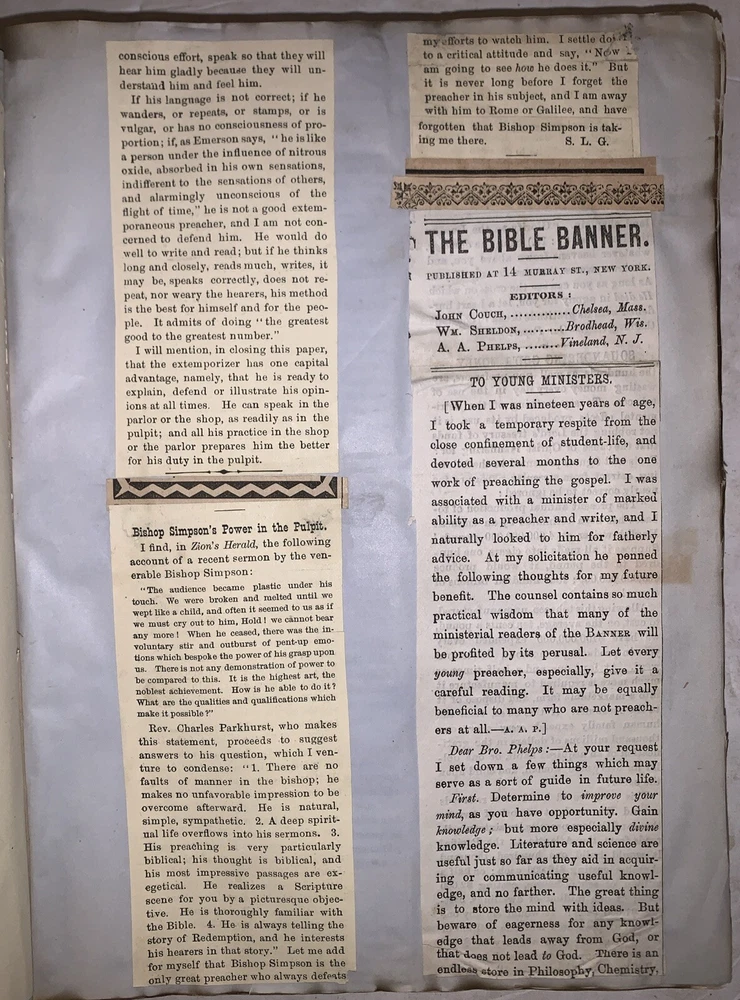 conscious effort, speak so that they will
hear him gladly because they will un-
derstand him and feel him.
If his language is not correct; if he
wanders, or repeats, or stamps, or is
vulgar, or has no consciousness of pro-
portion; if, as Emerson says, "he is like
a person under the influence of nitrous
oxide, absorbed in his own sensations,
indifferent to the sensations of others,
and alarmingly unconscious of the
flight of time," he is not a good extem-
poraneous preacher, and I am not con-
cerned to defend him. He would do
well to write and read; but if he thinks
long and closely, reads much, writes, it
may be, speaks correctly, does not re-
peat, nor weary the hearers, his method
is the best for himself and for the peo-
ple. It admits of doing "the greatest
good to the greatest number."
I will mention, in closing this paper,
that the extemporizer has one capital
advantage, namely, that he is ready to
explain, defend or illustrate his opin-
ions at all times. He can speak in the
parlor or the shop, as readily as in the
pulpit; and all his practice in the shop
or the parlor prepares him the better
for his duty in the pulpit.
Bishop Simpson's Power in the Pulpit.
I find, in Zion's Herald, the following
account of a recent sermon by the ven-
erable Bishop Simpson:
"The audience became plastic under his
touch. We were broken and melted until we
wept like a child, and often it seemed to us as if
we must cry out to him, Hold! we cannot bear
any more! When he ceased, there was the in-
voluntary stir and outburst of pent-up emo-
tions which bespoke the power of his grasp upon
us. There is not any demonstration of power to
be compared to this. It is the highest art, the
noblest achievement. How is he able to do it?
What are the qualities and qualifications which
make it possible?"
Rev. Charles Parkhurst, who makes
this statement, proceeds to suggest
answers to his question, which I ven-
ture to condense: "1. There are no
faults of manner in the bishop; he
makes no unfavorable impression to be
overcome afterward. He is natural,
simple, sympathetic. 2. A deep spirit-
ual life overflows into his sermons. 3.
His preaching is very particularly
biblical; his thought is biblical, and
his most impressive passages are ex-
egetical. He realizes a Scripture
scene for you by a picturesque objec-
tive. He is thoroughly familiar with
the Bible. 4. He is always telling the
story of Redemption, and he interests
his hearers in that story." Let me add
for myself that Bishop Simpson is the
only great preacher who always defeats
my efforts to watch him. I settle
to a critical attitude and say, "Now
am going to see how he does it." But
it is never long before I forget the
preacher in his subject, and I am away
with him to Rome or Galilee, and have
forgotten that Bishop Simpson is tak-
ing me there. S. L. G.
THE BIBLE BANNER.
PUBLISHED AT 14 MURRAY ST., NEW YORK.
EDITORS:
JOHN COUCH, ..............Chelsea, Mass.
WM. SHELDON,..........Brodhead, Wis.
A. A. PHELPS, ........Vineland, N. J.
TO YOUNG MINISTERS.
[When I was nineteen years of age,
I took a temporary respite from the
close confinement of student-life, and
devoted several months to the one
work of preaching the gospel. I was
associated with a minister of marked
ability as a preacher and writer, and I
naturally looked to him for fatherly
advice. At my solicitation he penned
the following thoughts for my future
benefit. The counsel contains so much
practical wisdom that many of the
ministerial readers of the BANNER will
be profited by its perusal. Let every
young preacher, especially, give it a
careful reading. It may be equally
beneficial to many who are not preach-
ers at all.—A. A. P.]
Dear Bro. Phelps:—At your request
I set down a few things which may
serve as a sort of guide in future life.
First. Determine to improve your
mind, as you have opportunity. Gain
knowledge; but more especially divine
knowledge. Literature and science are
useful just so far as they aid in acquir-
ing or communicating useful knowl-
edge, and no farther. The great thing
is to store the mind with ideas. But
beware of eagerness for any knowl-
edge that leads away from God, or
that does not lead to God. There is an
endless store in Philosophy, Chemistry,